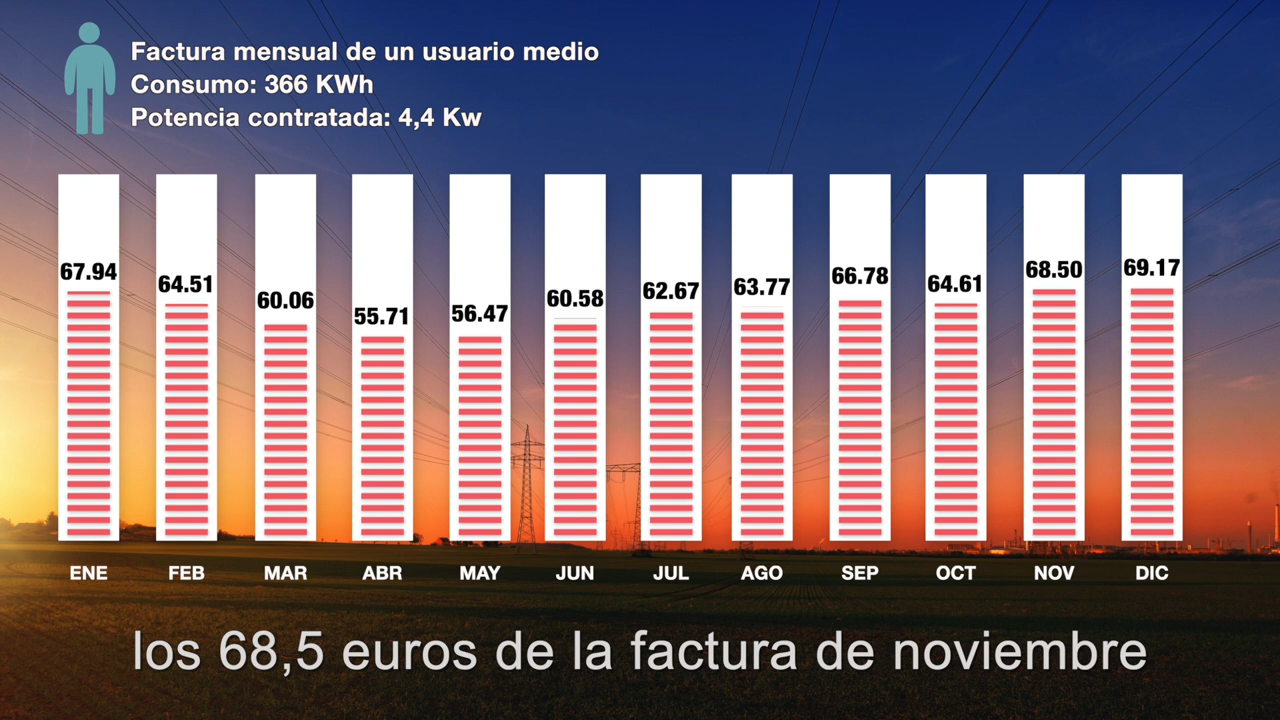 Factura mensual de un usuario medio
Consumo: 366 KWh
Potencia contratada: 4,4 Kw
67.94 64.51 60.06 55.71 56.47 60.58 62.67 63.77 66.78 64.61 68.50 69.17
ENE FEB MAR ABR MAY JUN JUL AGO SEP OCT NOV DIC
los 68,5 euros de la factura de noviembre